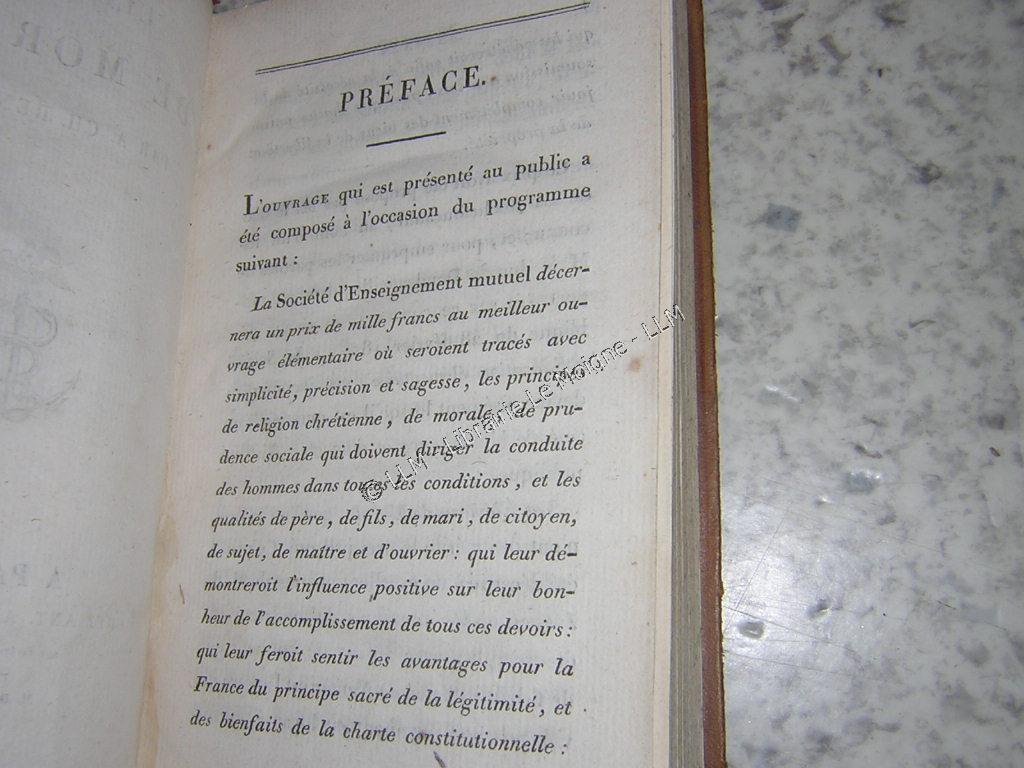 PRÉFACE.
L'OUVRAGE qui est présenté au public a
été composé à l'occasion du programme
suivant :
La Société d'Enseignement mutuel décer-
nera un prix de mille francs au meilleur ou-
vrage élémentaire où seroient tracés avec
simplicité, précision et sagesse, les principes
de religion chrétienne, de morale, de pru-
dence sociale qui doivent diriger la conduite
des hommes dans toutes les conditions, et les
qualités de père, de fils, de mari, de citoyen,
de sujet, de maître et d'ouvrier : qui leur dé-
montreroit l'influence positive sur leur bon-
heur de l'accomplissement de tous ces devoirs :
qui leur feroit sentir les avantages pour la
France du principe sacré de la légitimité, et
des bienfaits de la charte constitutionnelle :
© LLM - Librairie Le Moigne - LLM